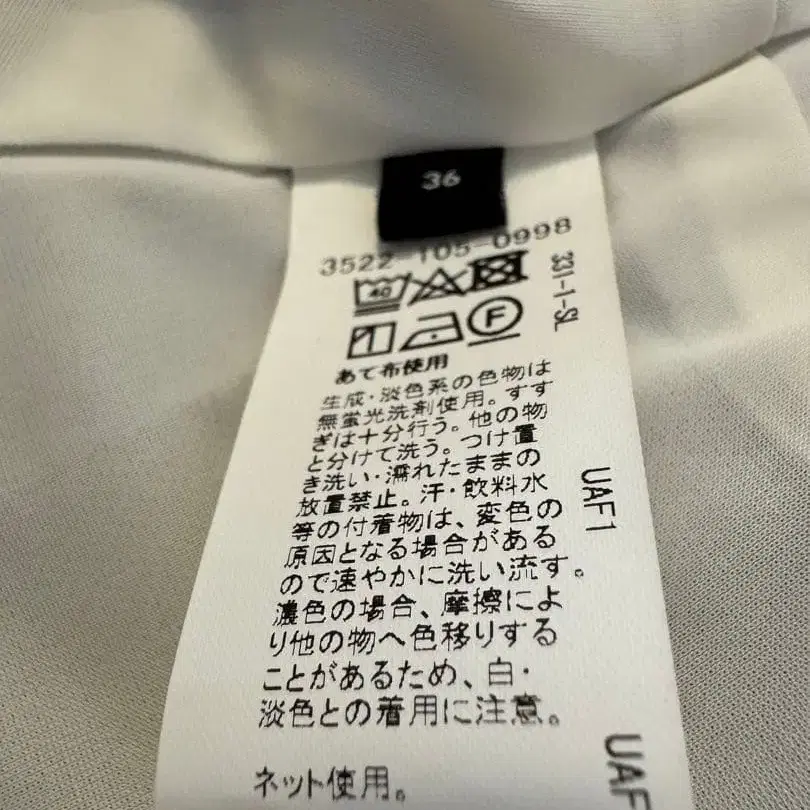 36
3522-105-0998
331-1-SL
40
F
あて布使用
生成・淡色系の色物は
無蛍光洗剤使用。すす
ぎは十分行う。他の物
と分けて洗う。つけ置
き洗い・濡れたままの
放置禁止。汗・飲料水
等の付着物は、変色の
原因となる場合がある
ので速やかに洗い流す。
濃色の場合、摩擦によ
り他の物へ色移りする
ことがあるため、白・
淡色との着用に注意。
ネット使用。
UAF1
UAF